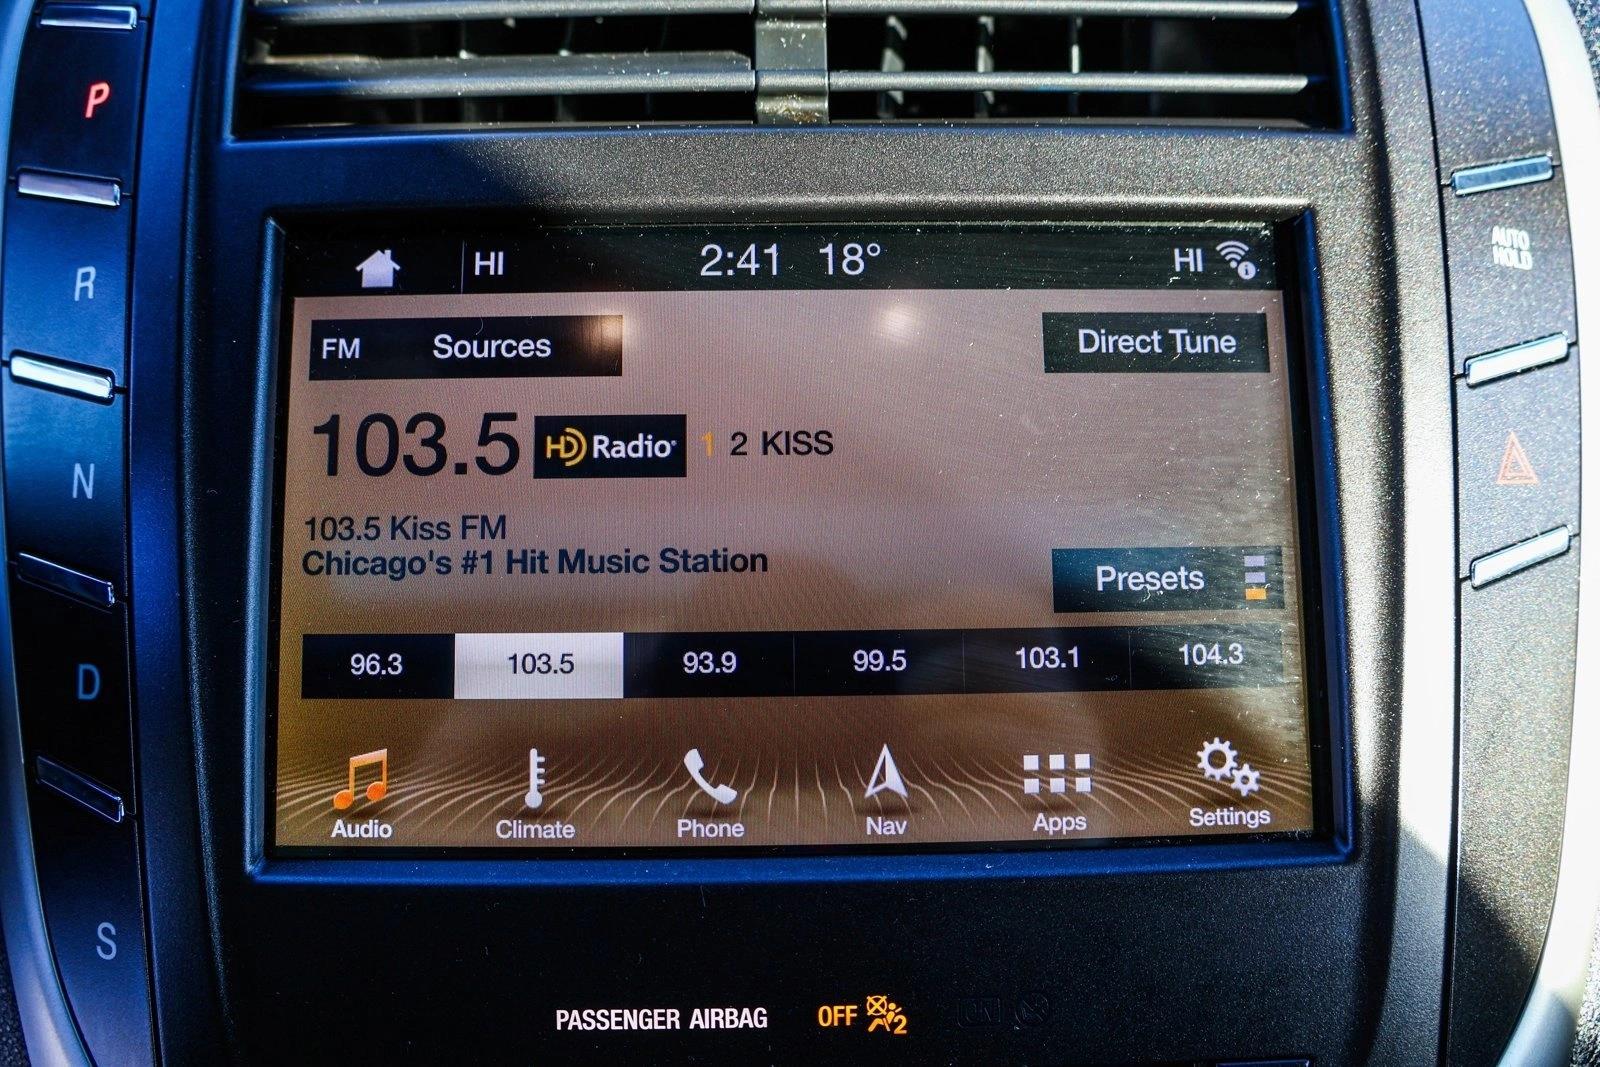 P
R
N
D
S
HI 2:41 18° HI
FM Sources Direct Tune
103.5 HD Radio 1 2 KISS
103.5 Kiss FM
Chicago's #1 Hit Music Station
Presets
96.3 103.5 93.9 99.5 103.1 104.3
Audio Climate Phone Nav Apps Settings
AUTO
HOLD
PASSENGER AIRBAG OFF 2